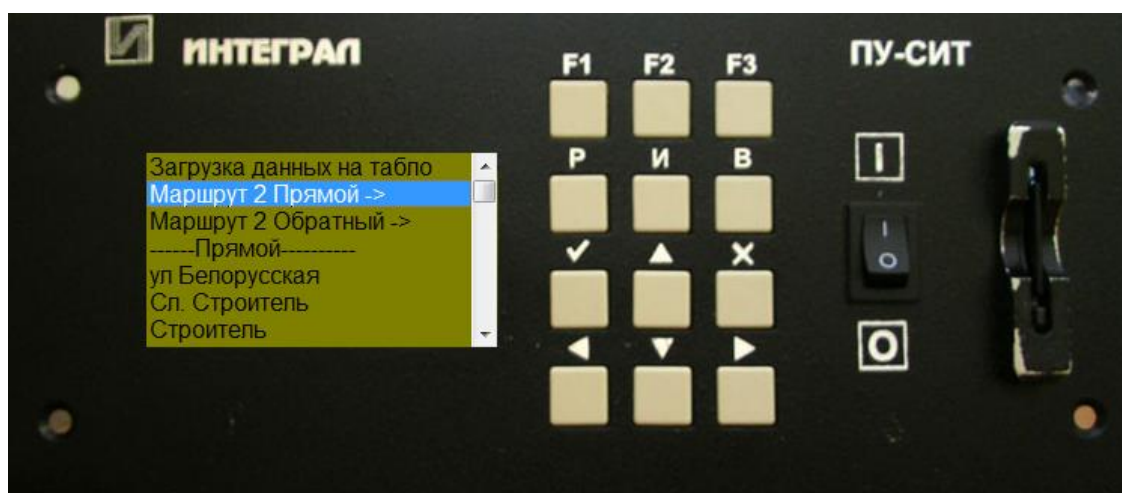 ИНТЕГРАЛ
ПУ-СИТ
F1 F2 F3
Р И В
Загрузка данных на табло
Маршрут 2 Прямой ->
Маршрут 2 Обратный ->
------Прямой----------
ул Белорусская
Сл. Строитель
Строитель
I
O